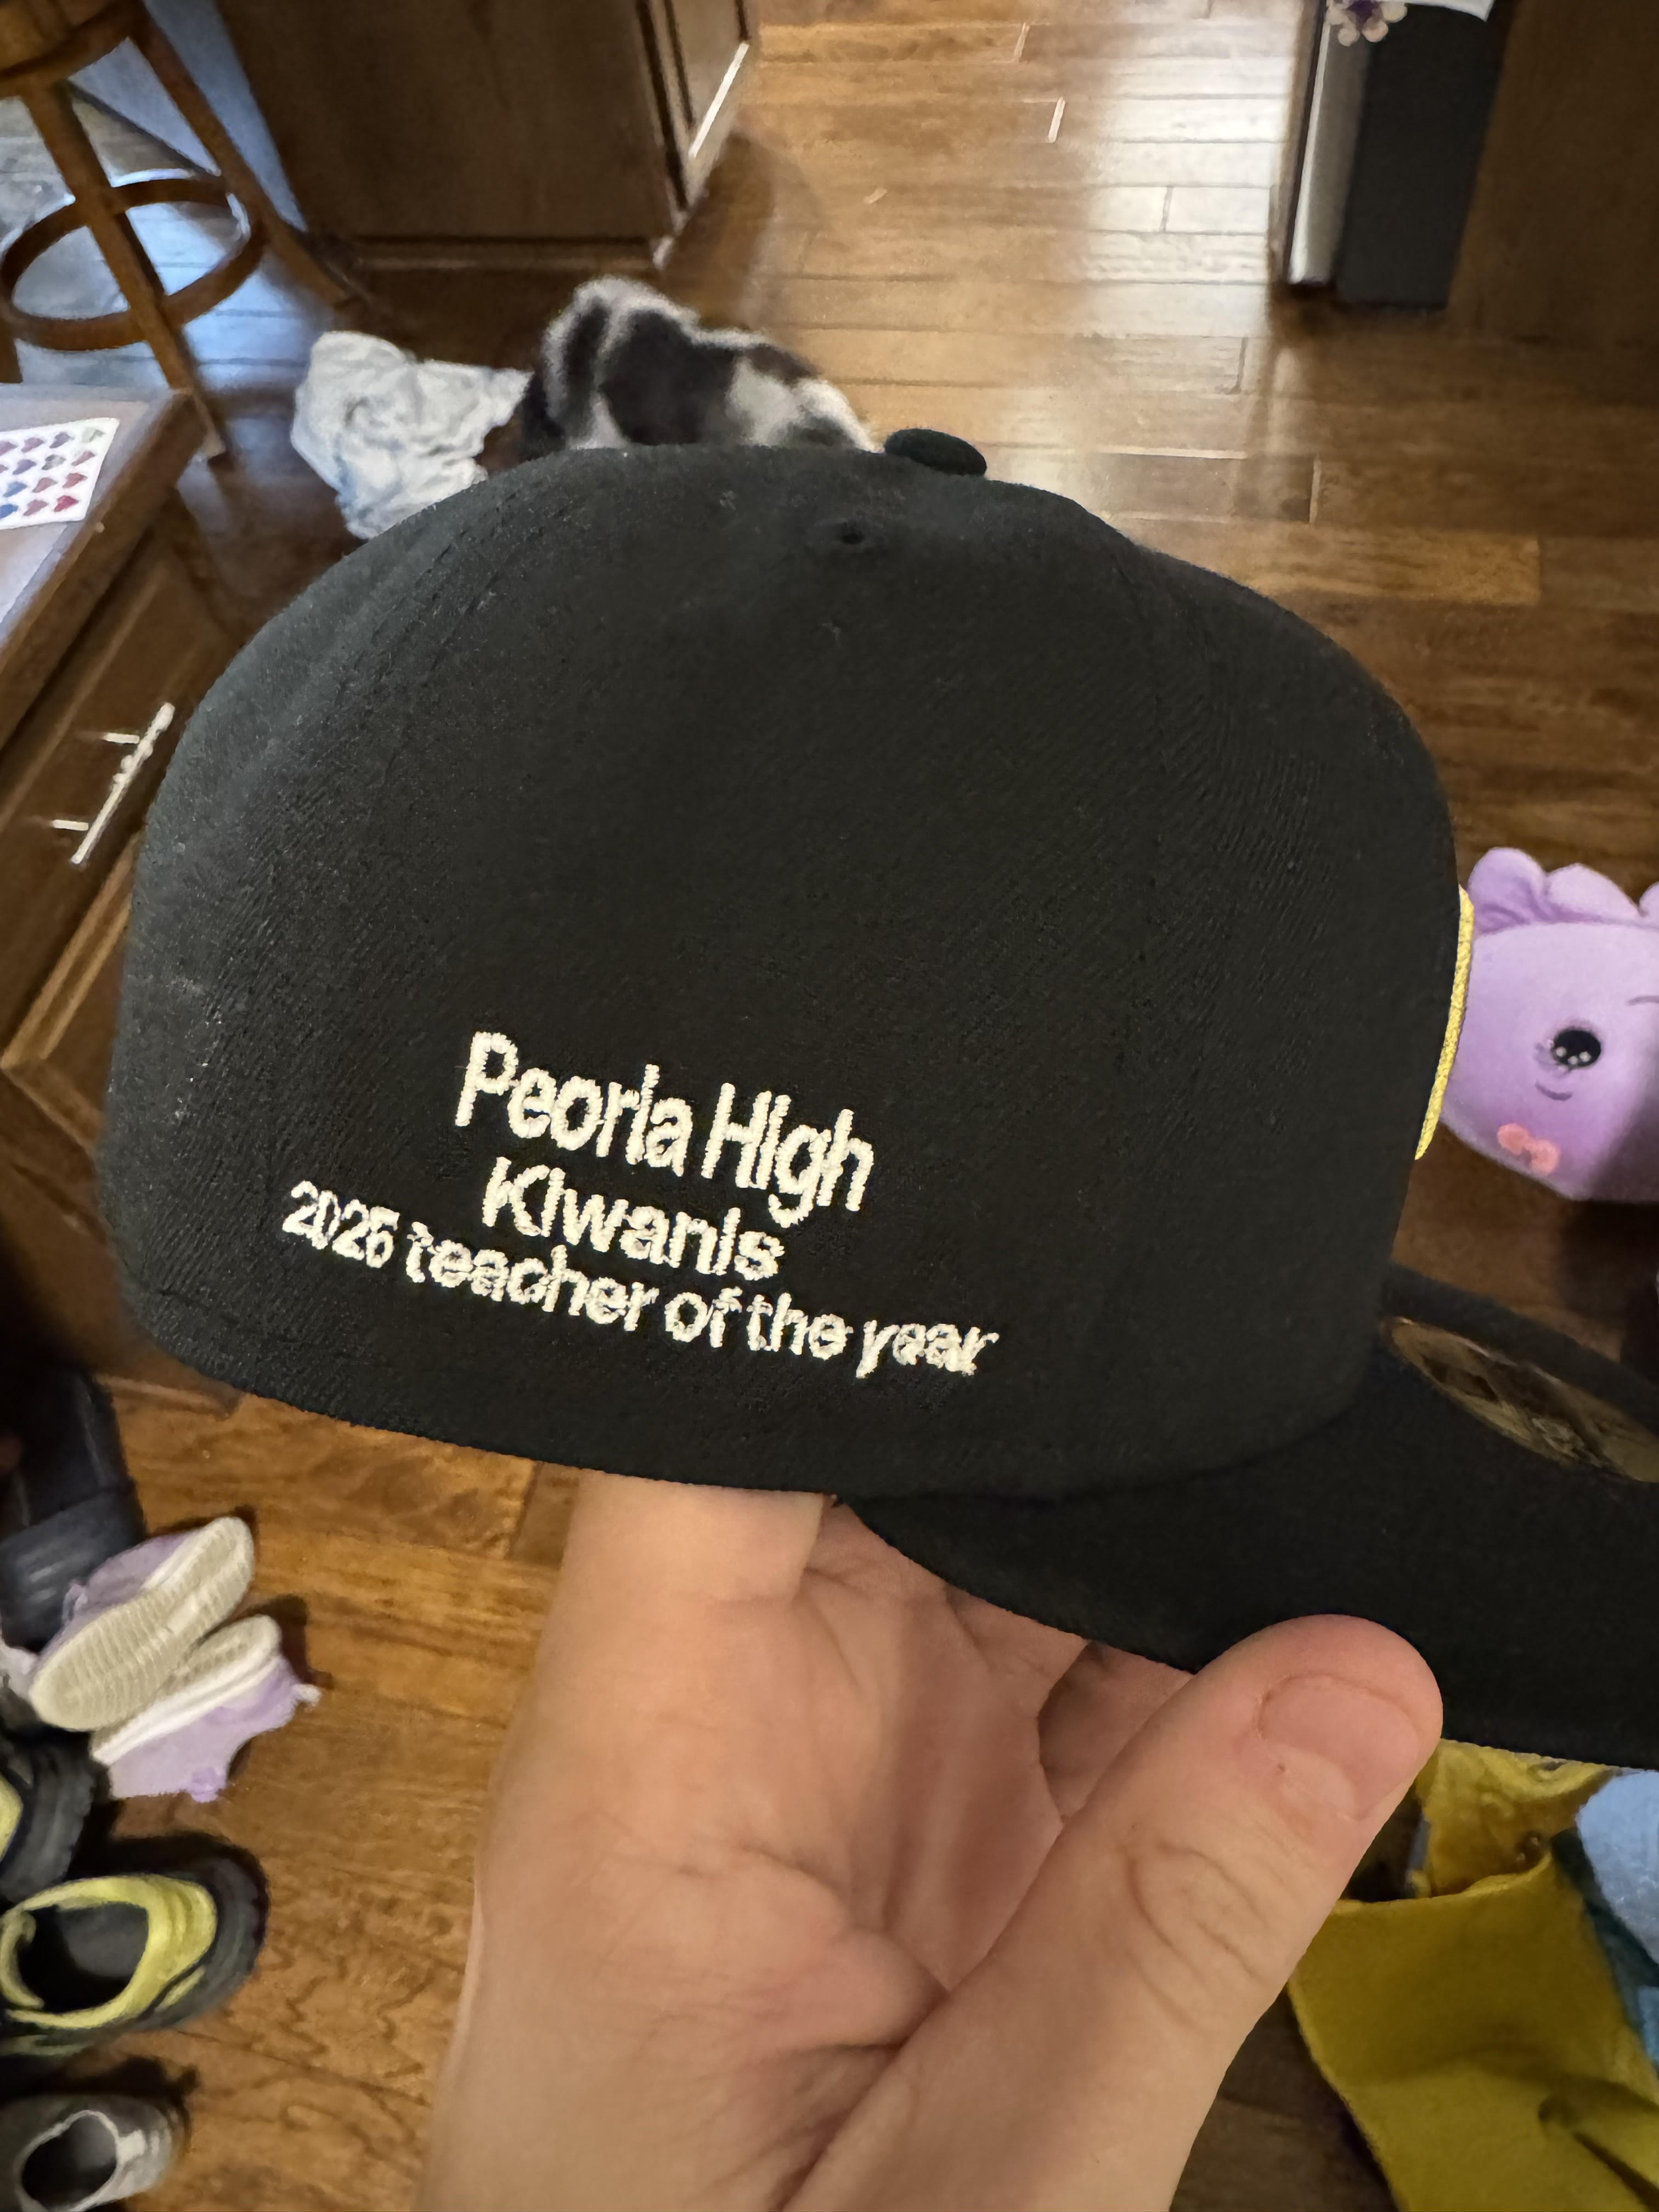 Peoria High
Kiwanis
2025 teacher of the year